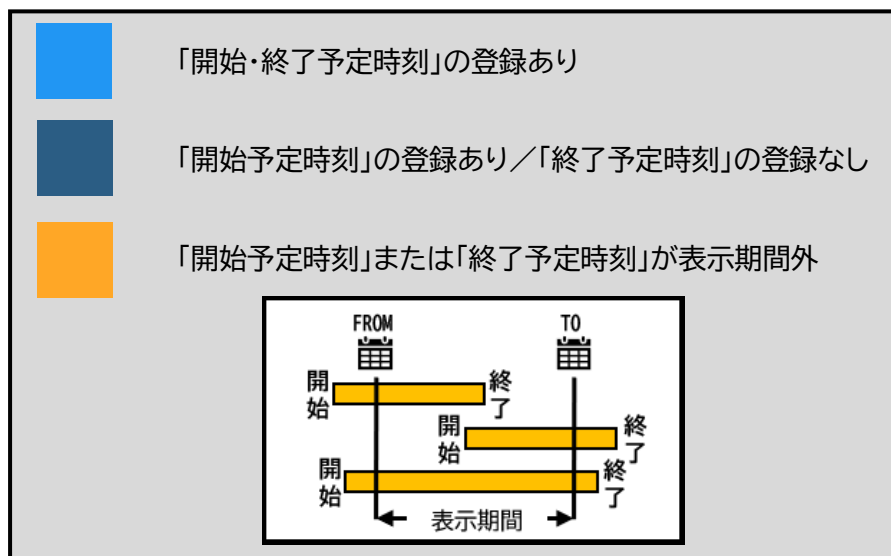 「開始・終了予定時刻」の登録あり
「開始予定時刻」の登録あり／「終了予定時刻」の登録なし
「開始予定時刻」または「終了予定時刻」が表示期間外
FROM
TO
開始
終了
開始
終了
開始
終了
表示期間